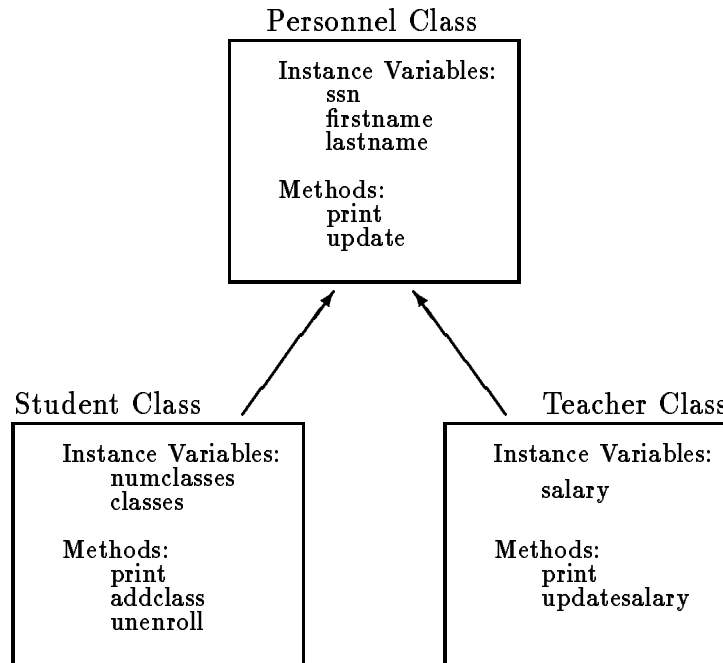 Personnel Class
Instance Variables:
ssn
firstname
lastname
Methods:
print
update
Student Class
Instance Variables:
numclasses
classes
Methods:
print
addclass
unenroll
Teacher Class
Instance Variables:
salary
Methods:
print
updatesalary